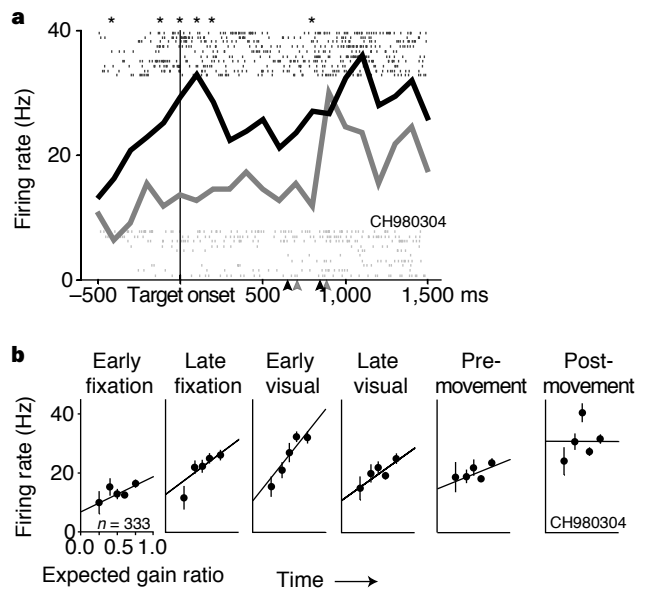 a
* * * * * *
40
20
0
Firing rate (Hz)
CH980304
–500 Target onset 500 1,000 1,500 ms
b
Early fixation
Late fixation
Early visual
Late visual
Pre-movement
Post-movement
40
20
0
Firing rate (Hz)
n = 333
CH980304
0.0 0.5 1.0
Expected gain ratio
Time